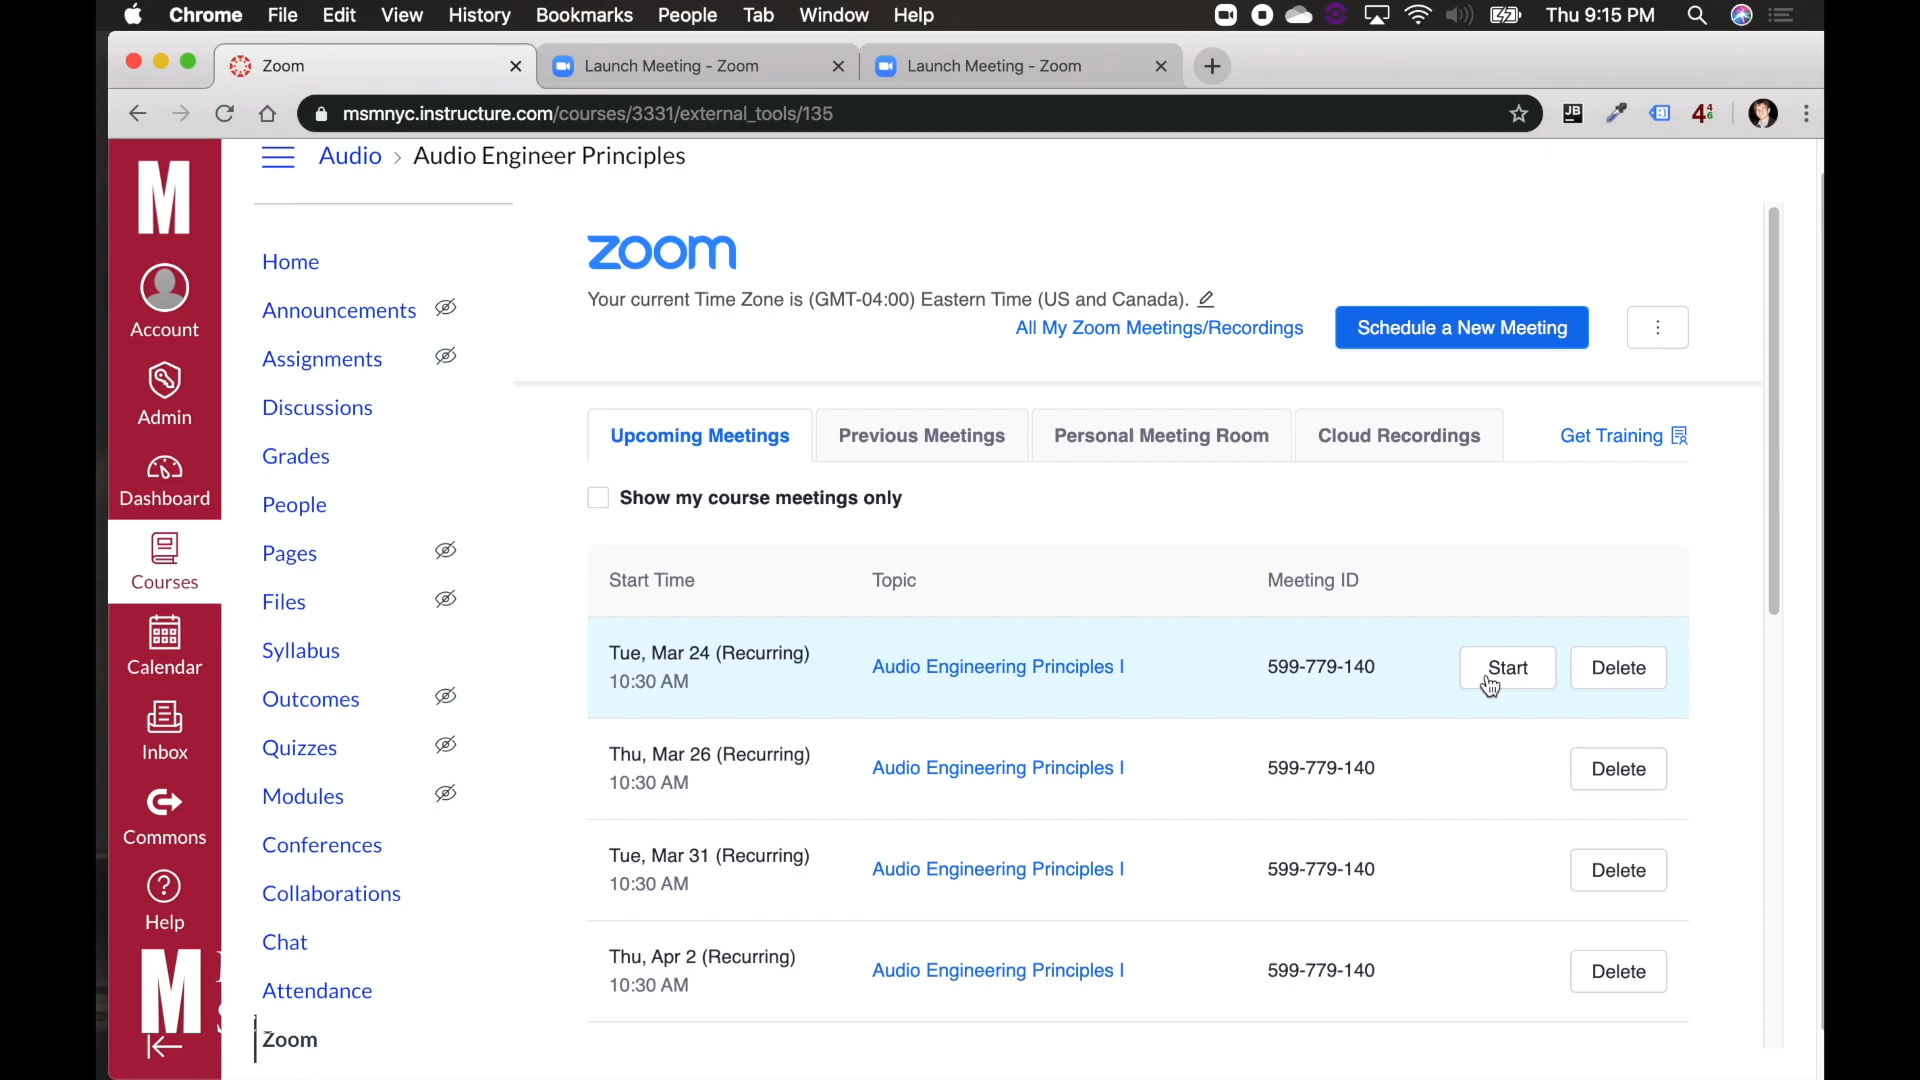 Chrome File Edit View History Bookmarks People Tab Window Help Thu 9:15 PM
Zoom Launch Meeting - Zoom Launch Meeting - Zoom
msmnyc.instructure.com/courses/3331/external_tools/135
Audio › Audio Engineer Principles
M
Account
Admin
Dashboard
Courses
Calendar
Inbox
Commons
Help
M
Home
Announcements
Assignments
Discussions
Grades
People
Pages
Files
Syllabus
Outcomes
Quizzes
Modules
Conferences
Collaborations
Chat
Attendance
Zoom
zoom
Your current Time Zone is (GMT-04:00) Eastern Time (US and Canada).
All My Zoom Meetings/Recordings Schedule a New Meeting
Upcoming Meetings Previous Meetings Personal Meeting Room Cloud Recordings Get Training
Show my course meetings only
Start Time Topic Meeting ID
Tue, Mar 24 (Recurring)
10:30 AM Audio Engineering Principles I 599-779-140 Start Delete
Thu, Mar 26 (Recurring)
10:30 AM Audio Engineering Principles I 599-779-140 Delete
Tue, Mar 31 (Recurring)
10:30 AM Audio Engineering Principles I 599-779-140 Delete
Thu, Apr 2 (Recurring)
10:30 AM Audio Engineering Principles I 599-779-140 Delete